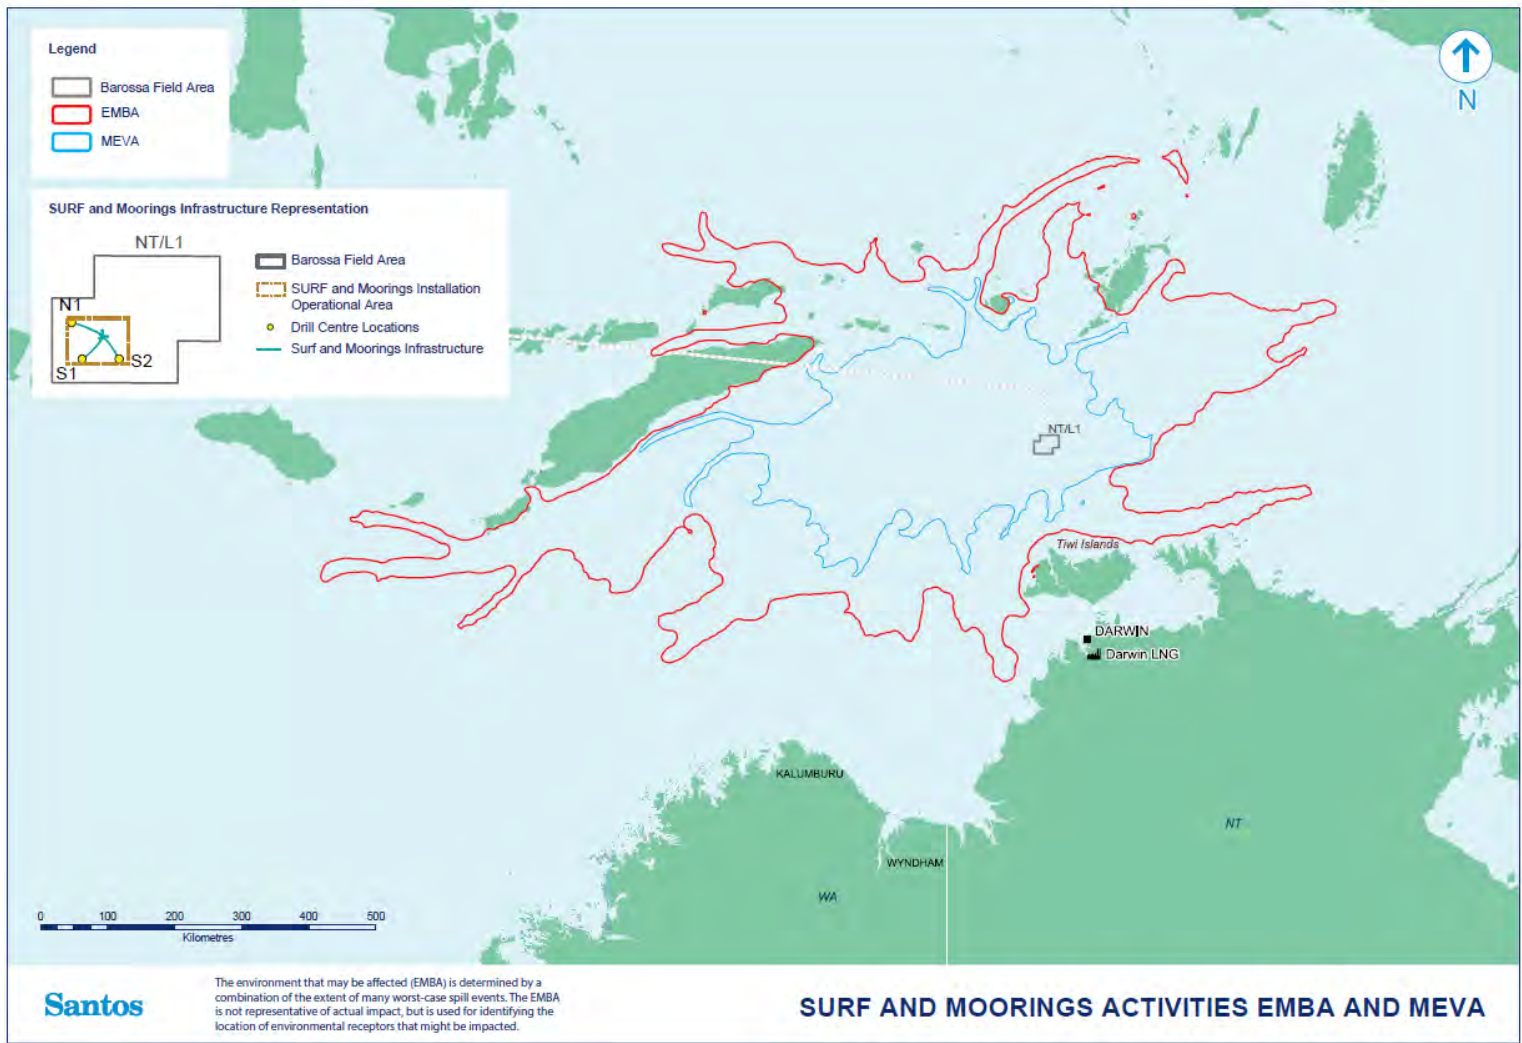 Legend
Barossa Field Area
EMBA
MEVA
N
SURF and Moorings Infrastructure Representation
NT/L1
N1
S1
S2
Barossa Field Area
SURF and Moorings Installation
Operational Area
Drill Centre Locations
Surf and Moorings Infrastructure
NT/L1
Tiwi Islands
DARWIN
Darwin LNG
KALUMBURU
WYNDHAM
NT
WA
0 100 200 300 400 500
Kilometres
Santos
The environment that may be affected (EMBA) is determined by a
combination of the extent of many worst-case spill events. The EMBA
is not representative of actual impact, but is used for identifying the
location of environmental receptors that might be impacted.
SURF AND MOORINGS ACTIVITIES EMBA AND MEVA